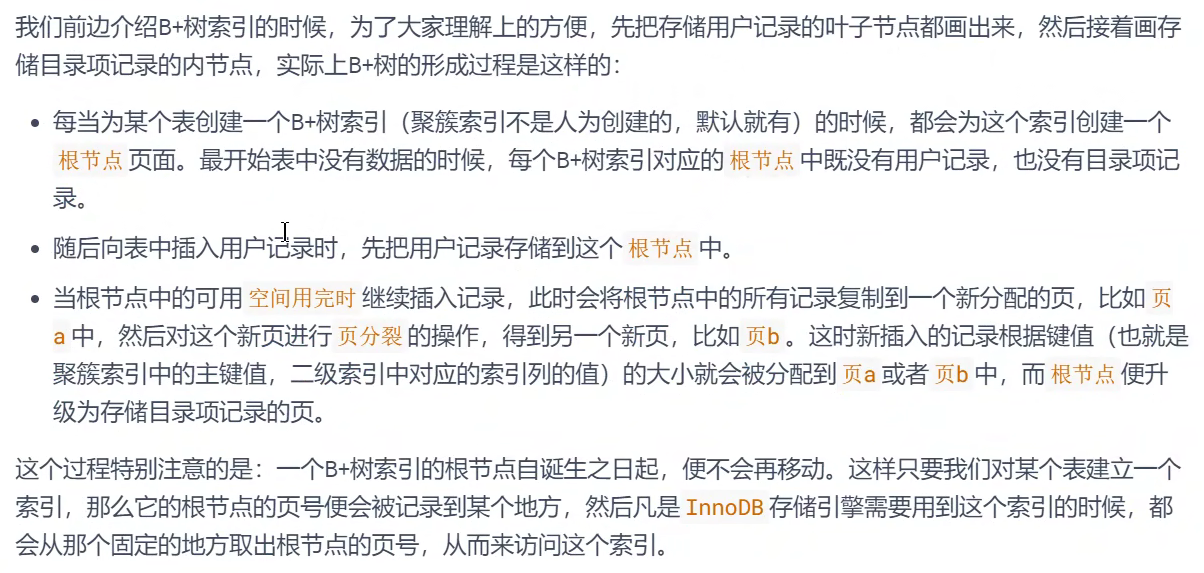 我们前边介绍B+树索引的时候，为了大家理解上的方便，先把存储用户记录的叶子节点都画出来，然后接着画存
储目录项记录的内节点，实际上B+树的形成过程是这样的：
• 每当为某个表创建一个B+树索引（聚簇索引不是人为创建的，默认就有）的时候，都会为这个索引创建一个
根节点 页面。最开始表中没有数据的时候，每个B+树索引对应的 根节点 中既没有用户记录，也没有目录项记
录。
• 随后向表中插入用户记录时，先把用户记录存储到这个 根节点 中。
• 当根节点中的可用 空间用完时 继续插入记录，此时会将根节点中的所有记录复制到一个新分配的页，比如 页
a 中，然后对这个新页进行 页分裂 的操作，得到另一个新页，比如 页b 。这时新插入的记录根据键值（也就是
聚簇索引中的主键值，二级索引中对应的索引列的值）的大小就会被分配到 页a 或者 页b 中，而 根节点 便升
级为存储目录项记录的页。
这个过程特别注意的是：一个B+树索引的根节点自诞生之日起，便不会再移动。这样只要我们对某个表建立一个
索引，那么它的根节点的页号便会被记录到某个地方，然后凡是 InnoDB 存储引擎需要用到这个索引的时候，都
会从那个固定的地方取出根节点的页号，从而来访问这个索引。